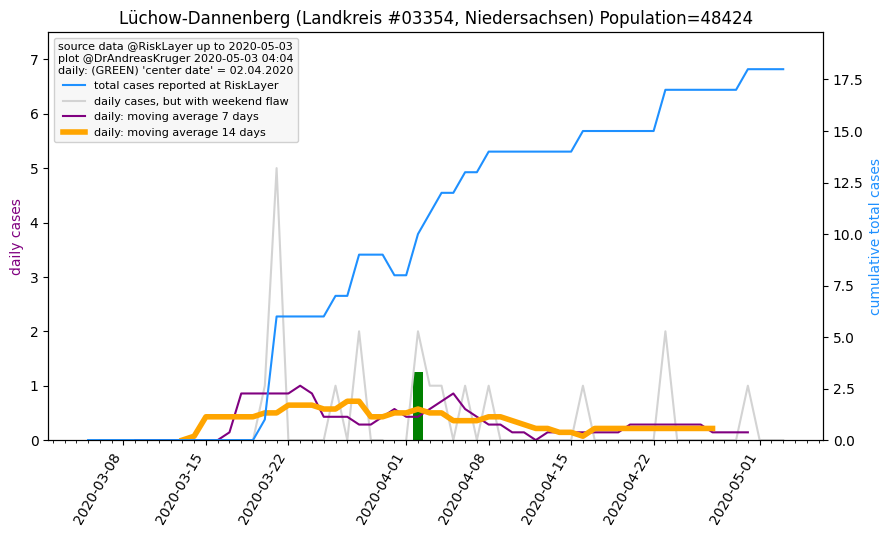 Lüchow-Dannenberg (Landkreis #03354, Niedersachsen) Population=48424
source data @RiskLayer up to 2020-05-03
plot @DrAndreasKruger 2020-05-03 04:04
daily: (GREEN) 'center date' = 02.04.2020
total cases reported at RiskLayer
daily cases, but with weekend flaw
daily: moving average 7 days
daily: moving average 14 days
daily cases
7
6
5
4
3
2
1
0
cumulative total cases
17.5
15.0
12.5
10.0
7.5
5.0
2.5
0.0
2020-03-08
2020-03-15
2020-03-22
2020-04-01
2020-04-08
2020-04-15
2020-04-22
2020-05-01